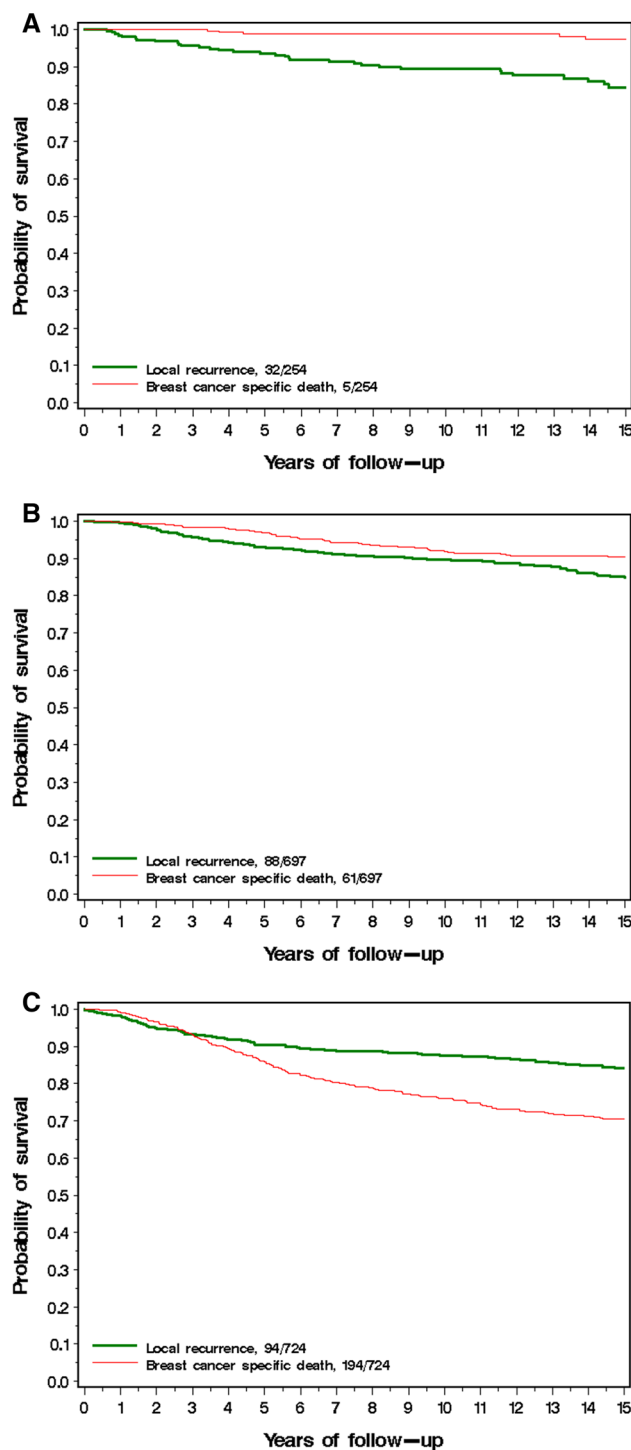 A
Probability of survival
1.0
0.9
0.8
0.7
0.6
0.5
0.4
0.3
0.2
0.1
0.0
Local recurrence, 32/254
Breast cancer specific death, 5/254
0 1 2 3 4 5 6 7 8 9 10 11 12 13 14 15
Years of follow-up
B
Probability of survival
1.0
0.9
0.8
0.7
0.6
0.5
0.4
0.3
0.2
0.1
0.0
Local recurrence, 88/697
Breast cancer specific death, 61/697
0 1 2 3 4 5 6 7 8 9 10 11 12 13 14 15
Years of follow-up
C
Probability of survival
1.0
0.9
0.8
0.7
0.6
0.5
0.4
0.3
0.2
0.1
0.0
Local recurrence, 94/724
Breast cancer specific death, 194/724
0 1 2 3 4 5 6 7 8 9 10 11 12 13 14 15
Years of follow-up